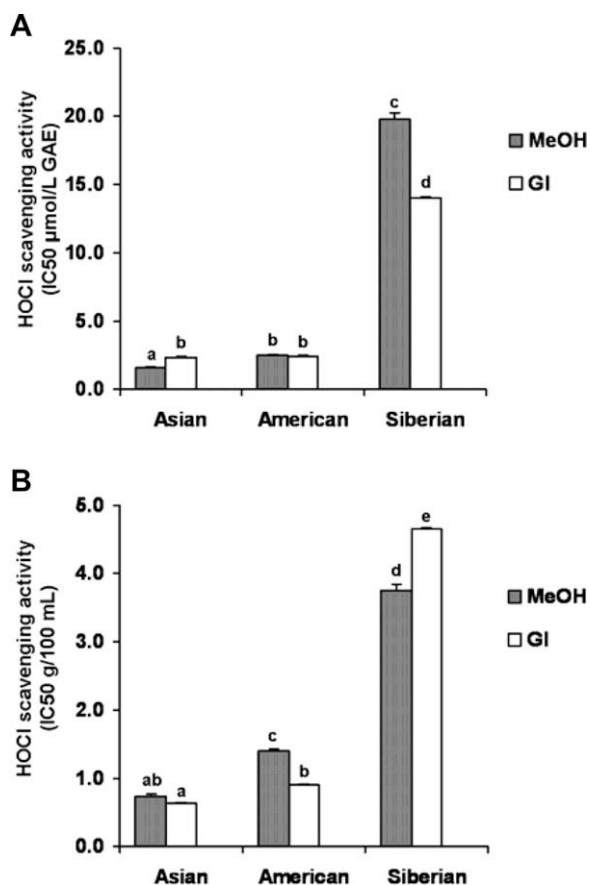 A
HOCl scavenging activity
(IC50 µmol/L GAE)
25.0
20.0
15.0
10.0
5.0
0.0
a
b
b
b
c
d
Asian
American
Siberian
MeOH
GI
B
HOCl scavenging activity
(IC50 g/100 mL)
5.0
4.0
3.0
2.0
1.0
0.0
ab
a
c
b
d
e
Asian
American
Siberian
MeOH
GI